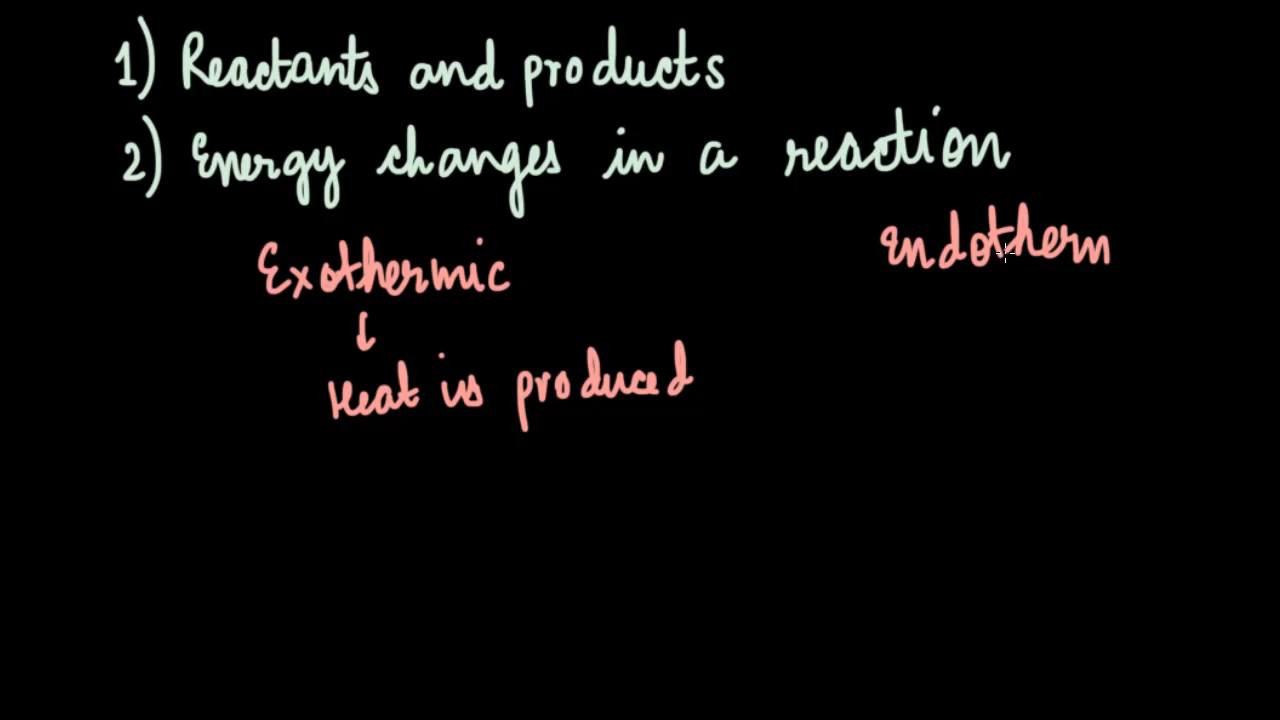 1) Reactants and products
2) Energy changes in a reaction
Exothermic Endotherm
↓
Heat is produced